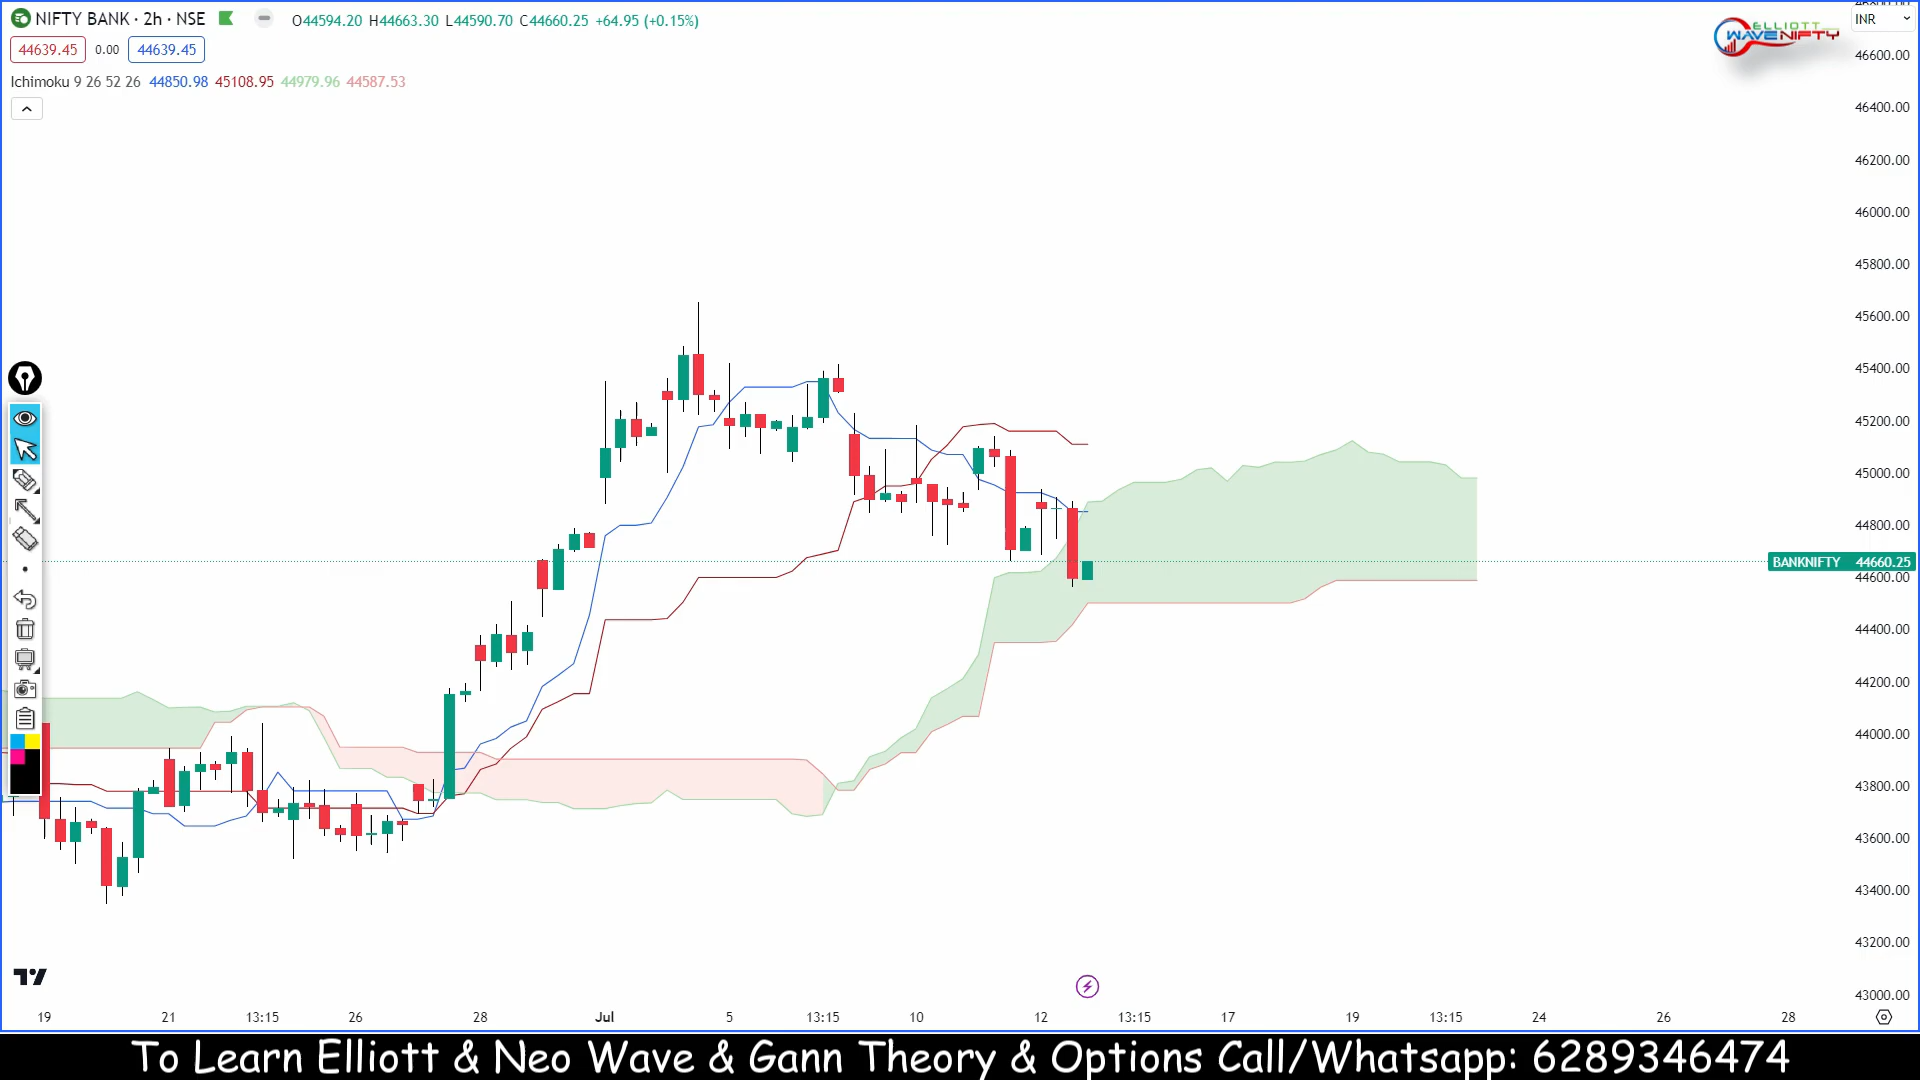 NIFTY BANK · 2h · NSE O44594.20 H44663.30 L44590.70 C44660.25 +64.95 (+0.15%)
44639.45 0.00 44639.45
Ichimoku 9 26 52 26 44850.98 45108.95 44979.96 44587.53
ELLIOTT
WAVE NIFTY
INR
46600.00
46400.00
46200.00
46000.00
45800.00
45600.00
45400.00
45200.00
45000.00
44800.00
BANKNIFTY 44660.25
44600.00
44400.00
44200.00
44000.00
43800.00
43600.00
43400.00
43200.00
43000.00
19 21 13:15 26 28 Jul 5 13:15 10 12 13:15 17 19 13:15 24 26 28
To Learn Elliott & Neo Wave & Gann Theory & Options Call/Whatsapp: 6289346474